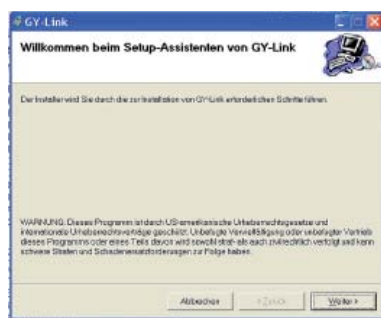 GY-Link
Willkommen beim Setup-Assistenten von GY-Link
Der Installer wird Sie durch die zur Installation von GY-Link erforderlichen Schritte führen.
WARNUNG: Dieses Programm ist durch US-amerikanische Urheberrechtsgesetze und
internationale Urheberrechtsverträge geschützt. Unbefugte Vervielfältigung oder unbefugter Vertrieb
dieses Programms oder eines Teils davon wird sowohl straf- als auch zivilrechtlich verfolgt und kann
schwere Strafen und Schadensersatzforderungen zur Folge haben.
Abbrechen
< Zurück
Weiter >